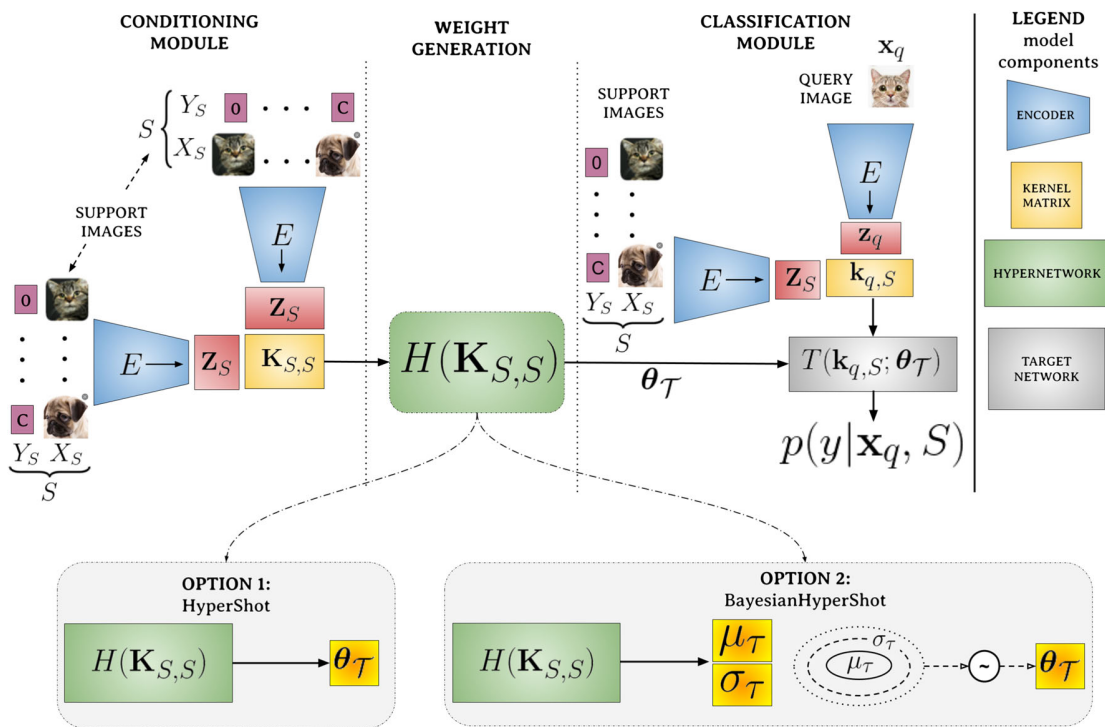 CONDITIONING
MODULE
Y_S 0 . . . C
S { X_S . . .
SUPPORT
IMAGES
E
Z_S
0
E Z_S K_{S,S}
C
Y_S X_S
S
WEIGHT
GENERATION
H(K_{S,S})
θ_𝒯
CLASSIFICATION
MODULE
x_q
QUERY
IMAGE
SUPPORT
IMAGES
E
z_q
0
E Z_S k_{q,S}
C
Y_S X_S
S
T(k_{q,S}; θ_𝒯)
p(y|x_q, S)
LEGEND
model
components
ENCODER
KERNEL
MATRIX
HYPERNETWORK
TARGET
NETWORK
OPTION 1:
HyperShot
H(K_{S,S}) θ_𝒯
OPTION 2:
BayesianHyperShot
H(K_{S,S}) μ_𝒯 σ_𝒯 σ_𝒯 μ_𝒯 ~ θ_𝒯